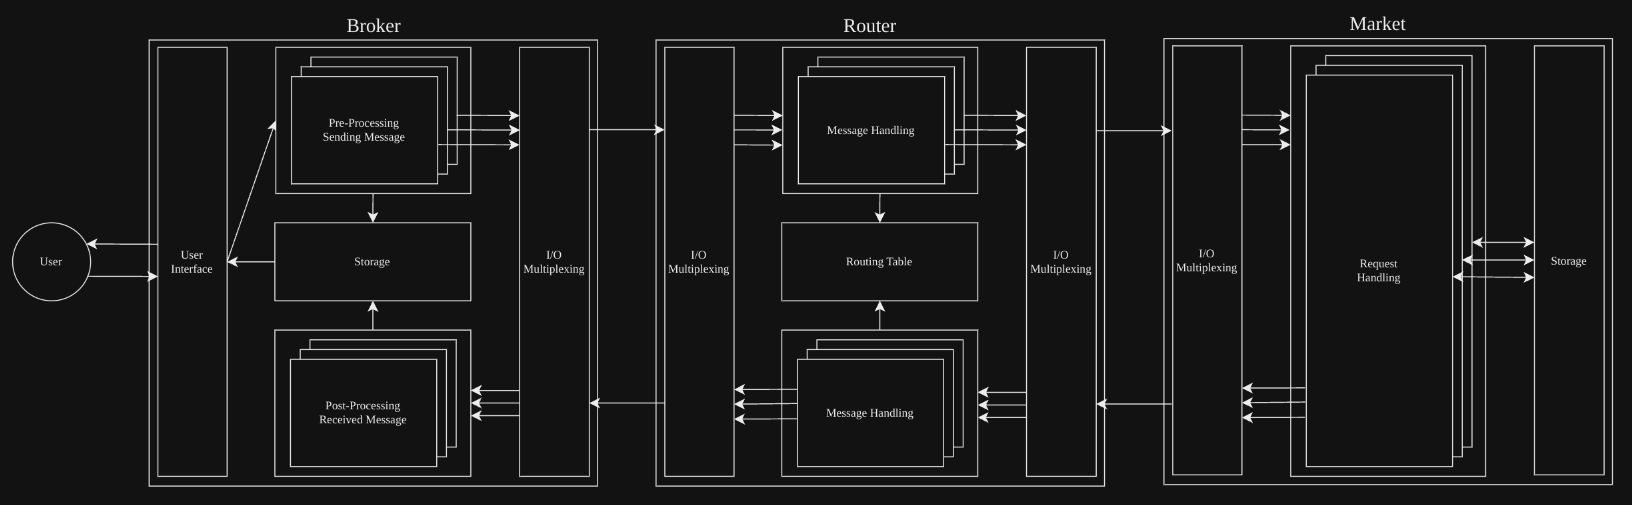 Broker
Router
Market
User
User
Interface
Pre-Processing
Sending Message
Storage
Post-Processing
Received Message
I/O
Multiplexing
I/O
Multiplexing
Message Handling
Routing Table
Message Handling
I/O
Multiplexing
I/O
Multiplexing
Request
Handling
Storage